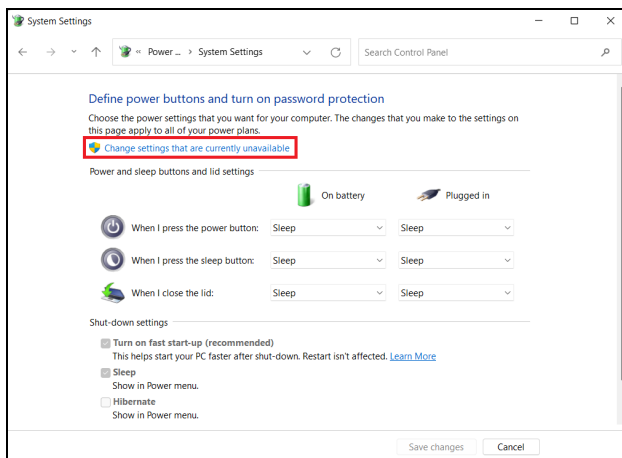 System Settings
« Power ... › System Settings
Search Control Panel
Define power buttons and turn on password protection
Choose the power settings that you want for your computer. The changes that you make to the settings on
this page apply to all of your power plans.
Change settings that are currently unavailable
Power and sleep buttons and lid settings
On battery Plugged in
When I press the power button: Sleep Sleep
When I press the sleep button: Sleep Sleep
When I close the lid: Sleep Sleep
Shut-down settings
Turn on fast start-up (recommended)
This helps start your PC faster after shut-down. Restart isn't affected. Learn More
Sleep
Show in Power menu.
Hibernate
Show in Power menu.
Save changes Cancel